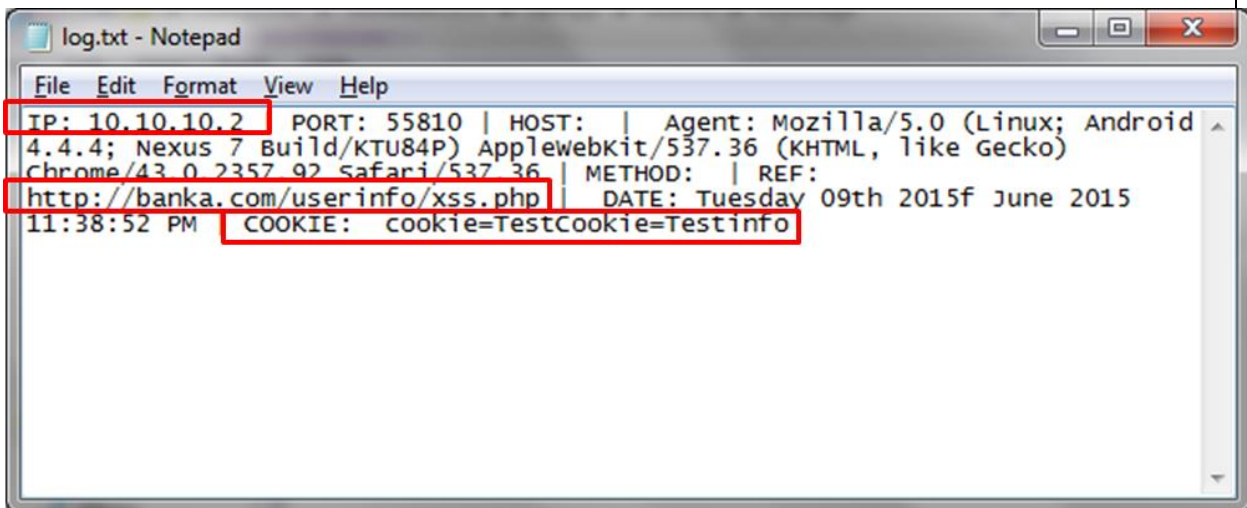 log.txt - Notepad
File Edit Format View Help
IP: 10.10.10.2 PORT: 55810 | HOST: | Agent: Mozilla/5.0 (Linux; Android
4.4.4; Nexus 7 Build/KTU84P) AppleWebKit/537.36 (KHTML, like Gecko)
Chrome/43.0.2357.92 Safari/537.36 | METHOD: | REF:
http://banka.com/userinfo/xss.php | DATE: Tuesday 09th 2015f June 2015
11:38:52 PM | COOKIE: cookie=TestCookie=Testinfo